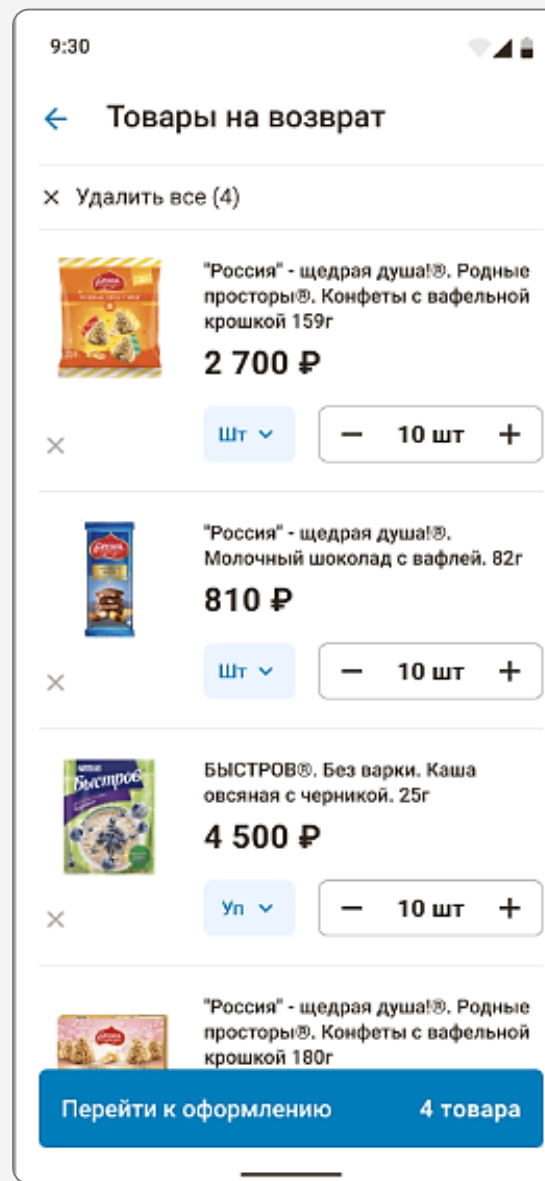 9:30
Товары на возврат
Удалить все (4)
"Россия" - щедрая душа!®. Родные
просторы®. Конфеты с вафельной
крошкой 159г
2 700 ₽
Шт
10 шт
"Россия" - щедрая душа!®.
Молочный шоколад с вафлей. 82г
810 ₽
Шт
10 шт
Быстров
БЫСТРОВ®. Без варки. Каша
овсяная с черникой. 25г
4 500 ₽
Уп
10 шт
"Россия" - щедрая душа!®. Родные
просторы®. Конфеты с вафельной
крошкой 180г
Перейти к оформлению
4 товара